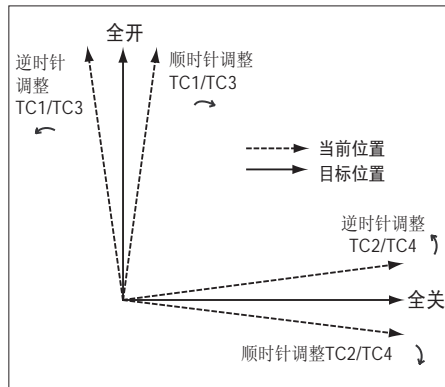 全开
逆时针
调整
TC1/TC3
顺时针调整
TC1/TC3
当前位置
目标位置
逆时针调整
TC2/TC4
全关
顺时针调整TC2/TC4